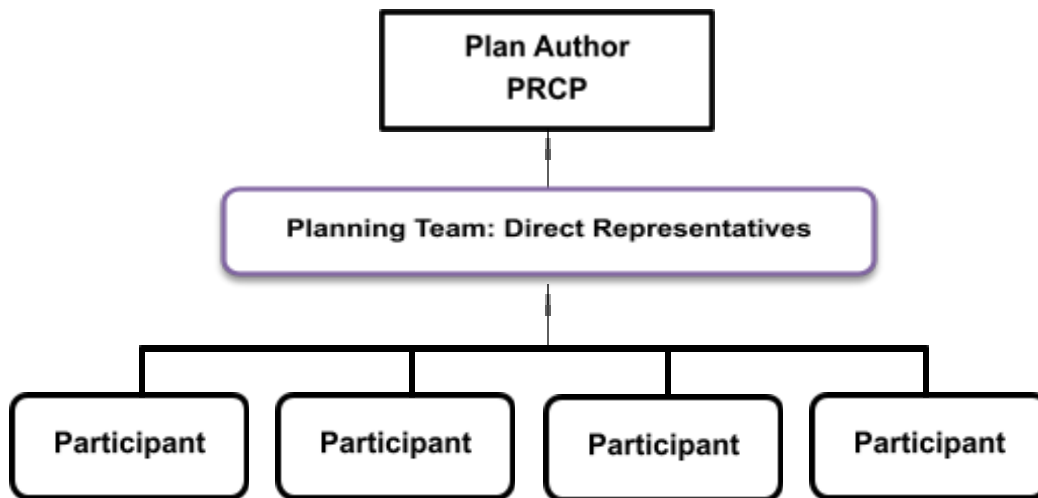 Plan Author
PRCP
Planning Team: Direct Representatives
Participant
Participant
Participant
Participant